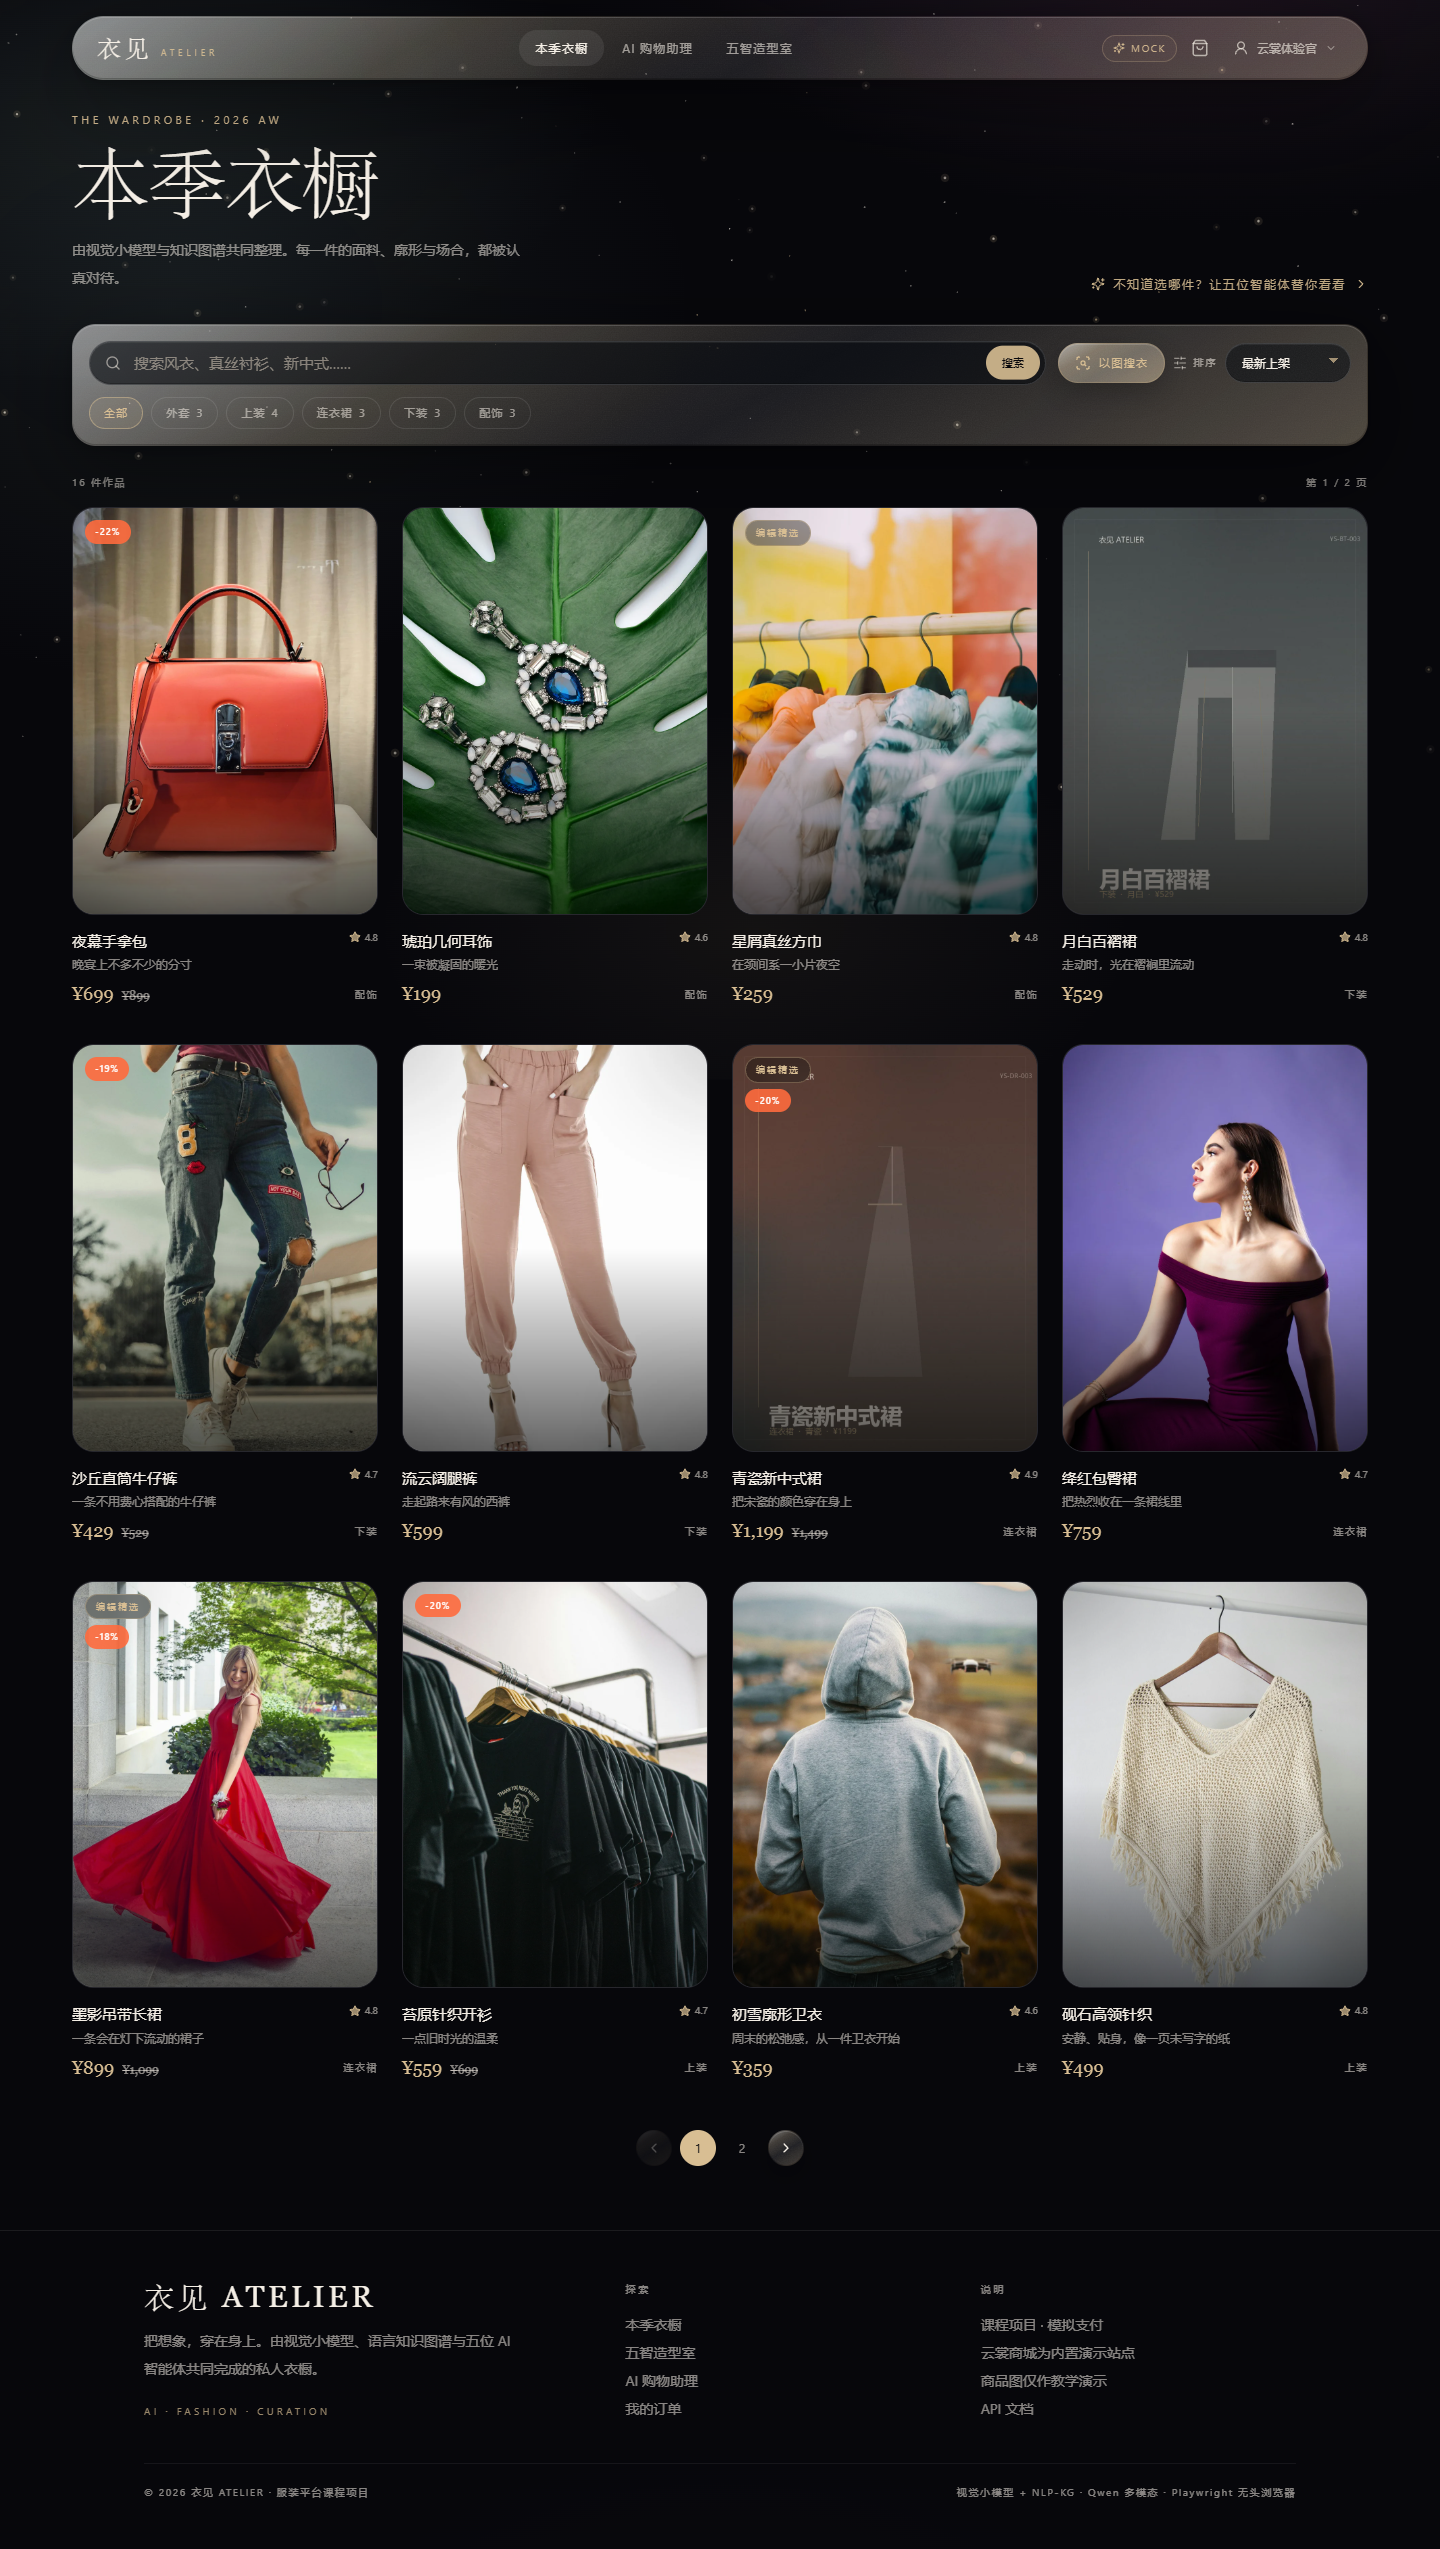 衣见 ATELIER
本季衣橱
AI 购物助理
五智造型室
MOCK
云裳体验官
THE WARDROBE · 2026 AW
本季衣橱
由视觉小模型与知识图谱共同整理。每一件的面料、廓形与场合，都被认
真对待。
不知道选哪件？让五位智能体替你看看
搜索风衣、真丝衬衫、新中式……
搜索
以图搜衣
排序
最新上架
全部
外套 3
上装 4
连衣裙 3
下装 3
配饰 3
16 件作品
第 1 / 2 页
-22%
编辑精选
衣见 ATELIER
YS-BT-003
月白百褶裙
下装 · 月白 · ¥529
夜幕手拿包
4.8
晚宴上不多不少的分寸
¥699 ¥899
配饰
琥珀几何耳饰
4.6
一束被凝固的暖光
¥199
配饰
星屑真丝方巾
4.8
在颈间系一小片夜空
¥259
配饰
月白百褶裙
4.8
走动时，光在褶裥里流动
¥529
下装
-19%
8
编辑精选
-20%
YS-DR-003
青瓷新中式裙
连衣裙 · 青瓷 · ¥1199
沙丘直筒牛仔裤
4.7
一条不用费心搭配的牛仔裤
¥429 ¥529
下装
流云阔腿裤
4.8
走起路来有风的西裤
¥599
下装
青瓷新中式裙
4.9
把宋瓷的颜色穿在身上
¥1,199 ¥1,499
连衣裙
绛红包臀裙
4.7
把热烈收在一条裙线里
¥759
连衣裙
编辑精选
-18%
-20%
墨影吊带长裙
4.8
一条会在灯下流动的裙子
¥899 ¥1,099
连衣裙
苔原针织开衫
4.7
一点旧时光的温柔
¥559 ¥699
上装
初雪廓形卫衣
4.6
周末的松弛感，从一件卫衣开始
¥359
上装
砚石高领针织
4.8
安静、贴身，像一页未写字的纸
¥499
上装
1
2
衣见 ATELIER
把想象，穿在身上。由视觉小模型、语言知识图谱与五位 AI
智能体共同完成的私人衣橱。
AI · FASHION · CURATION
探索
本季衣橱
五智造型室
AI 购物助理
我的订单
说明
课程项目 · 模拟支付
云裳商城为内置演示站点
商品图仅作教学演示
API 文档
© 2026 衣见 ATELIER · 服装平台课程项目
视觉小模型 + NLP-KG · Qwen 多模态 · Playwright 无头浏览器